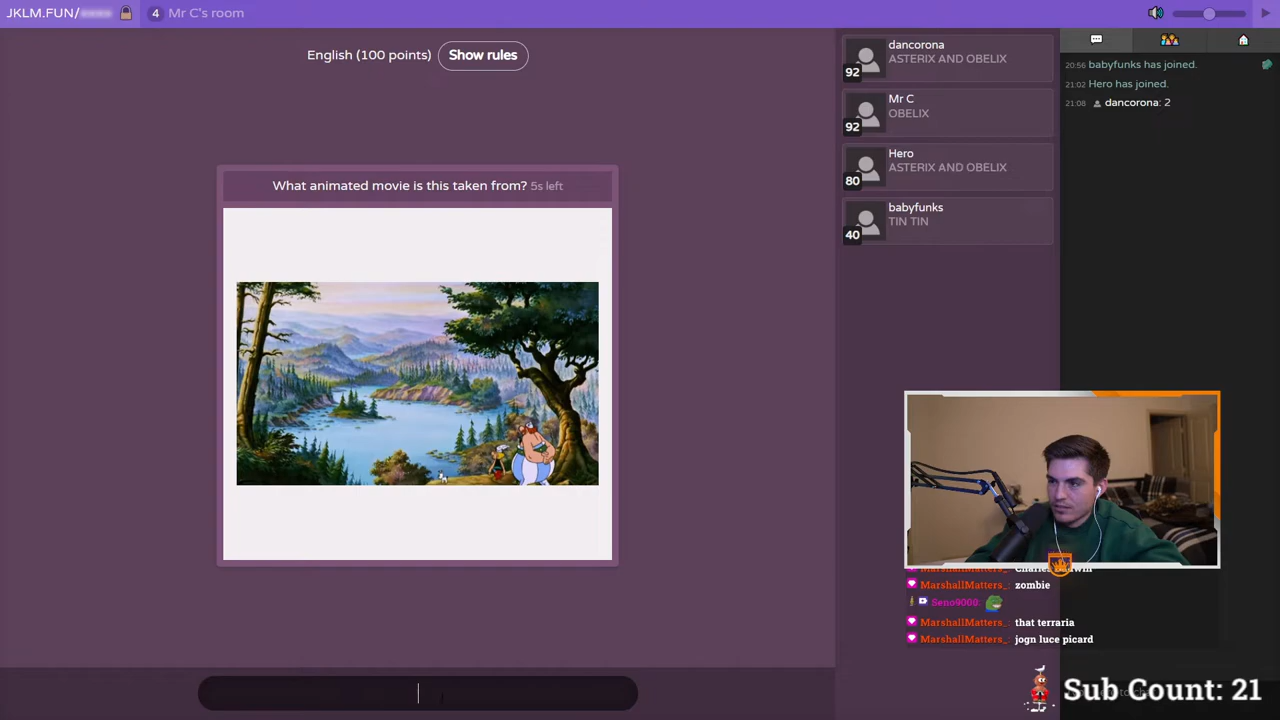 JKLM.FUN/
4 Mr C's room
English (100 points) Show rules
What animated movie is this taken from? 5s left
dancorona
ASTERIX AND OBELIX
92
Mr C
OBELIX
92
Hero
ASTERIX AND OBELIX
80
babyfunks
TIN TIN
40
20:56 babyfunks has joined.
21:02 Hero has joined.
21:08 dancorona: 2
MarshallMatters_:
MarshallMatters_: zombie
Seno9000:
MarshallMatters_: that terraria
MarshallMatters_: jogn luce picard
Sub Count: 21